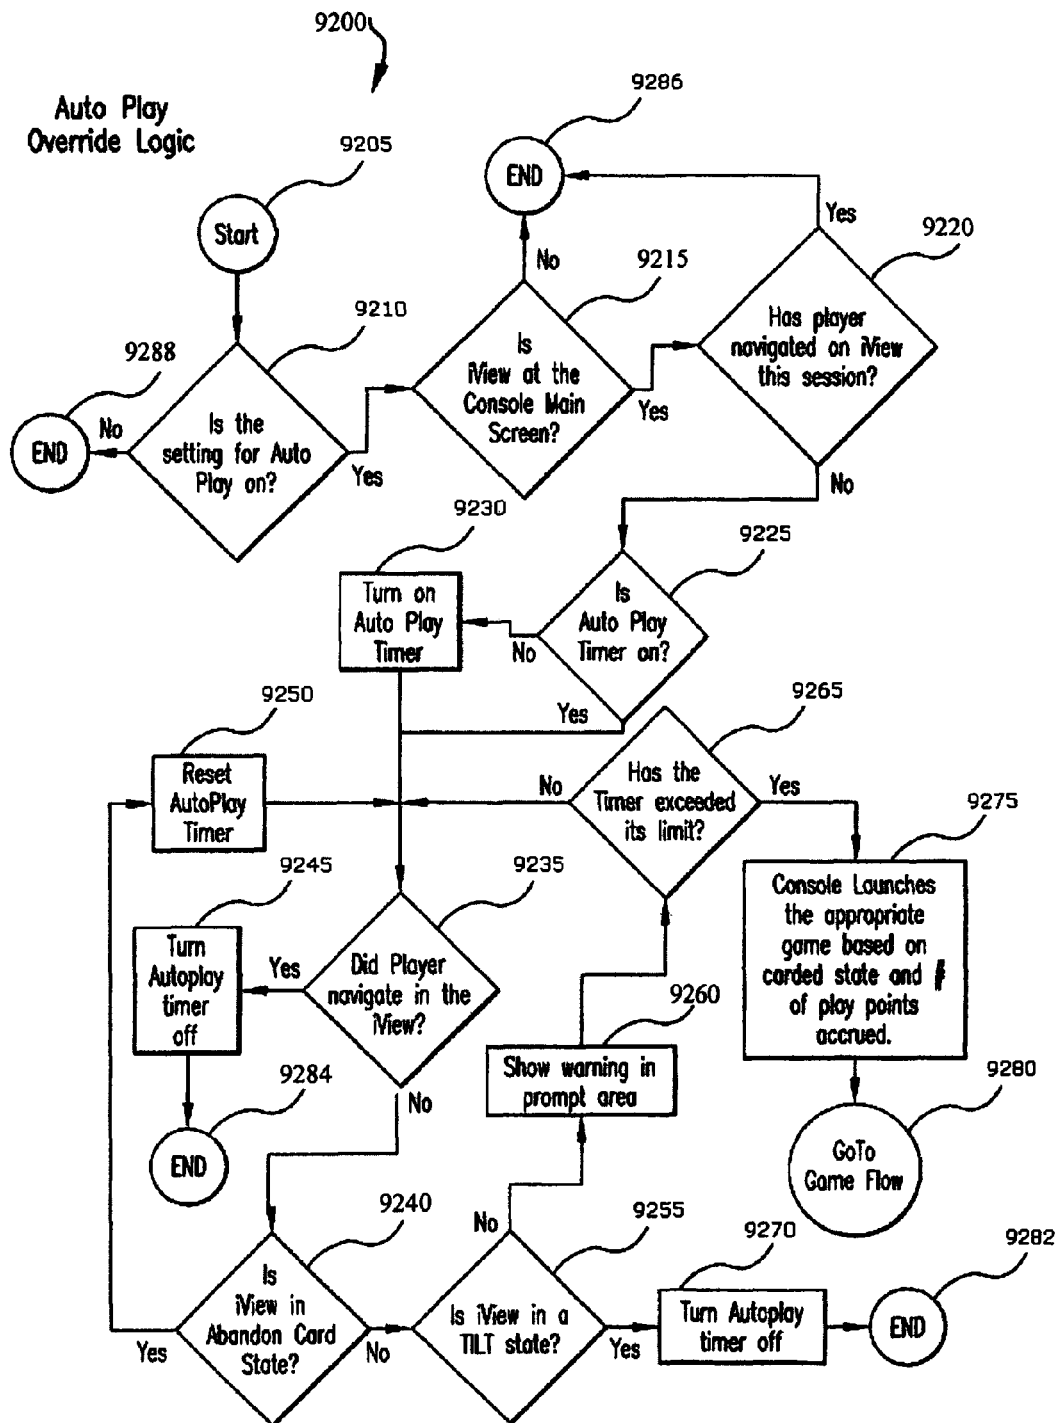 9200
Auto Play
Override Logic
9205
Start
9286
END
Yes
9220
No
9215
9210
9288
END
No
Is the
setting for Auto
Play on?
Yes
Is
iView at the
Console Main
Screen?
Yes
Has player
navigated on iView
this session?
No
9230
Turn on
Auto Play
Timer
9225
Is
Auto Play
Timer on?
No
Yes
9250
Reset
AutoPlay
Timer
9265
No
Has the
Timer exceeded
its limit?
Yes
9275
Console Launches
the appropriate
game based on
carded state and
of play points
accrued.
9245
Turn
Autoplay
timer
off
9235
Yes
Did Player
navigate in the
iView?
No
9260
Show warning in
prompt area
9284
END
9280
GoTo
Game Flow
9240
Is
iView in
Abandon Card
State?
Yes
No
9255
No
Is iView in a
TILT state?
Yes
9270
Turn Autoplay
timer off
9282
END